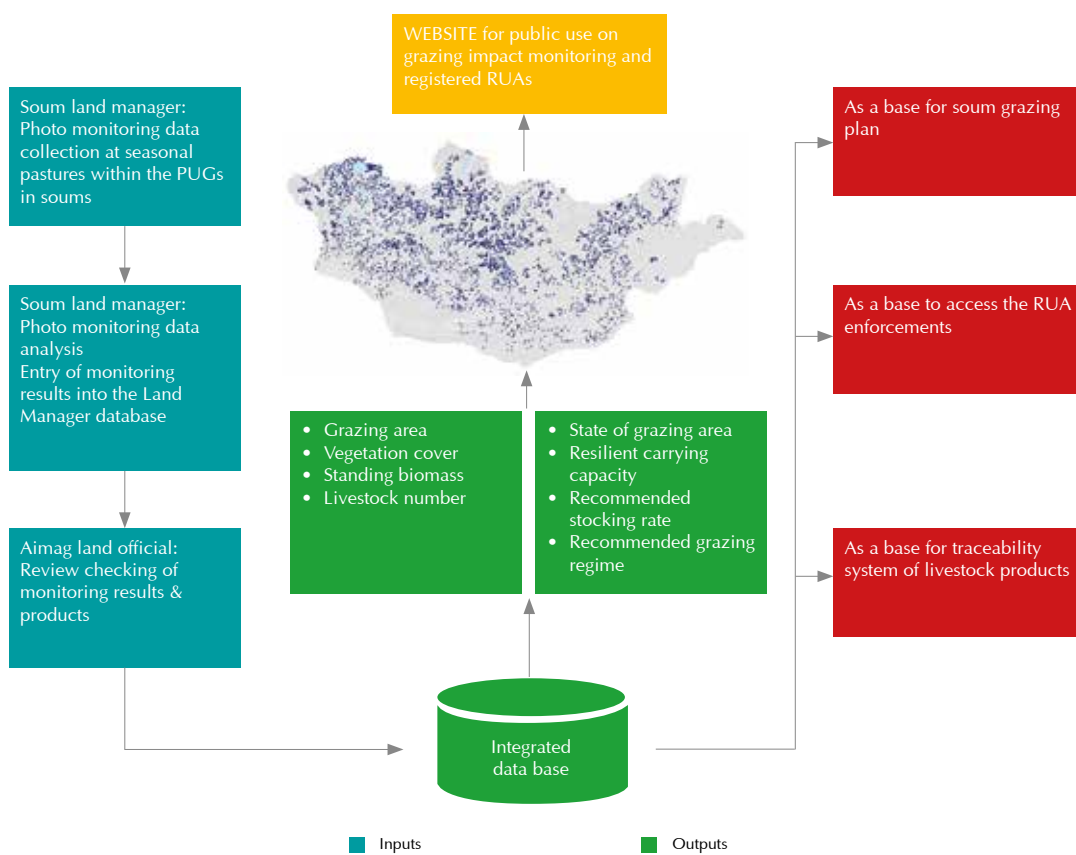 WEBSITE for public use on
grazing impact monitoring and
registered RUAs
Soum land manager:
Photo monitoring data
collection at seasonal
pastures within the PUGs
in soums
Soum land manager:
Photo monitoring data
analysis
Entry of monitoring
results into the Land
Manager database
Aimag land official:
Review checking of
monitoring results &
products
• Grazing area
• Vegetation cover
• Standing biomass
• Livestock number
• State of grazing area
• Resilient carrying
capacity
• Recommended
stocking rate
• Recommended grazing
regime
Integrated
data base
As a base for soum grazing
plan
As a base to access the RUA
enforcements
As a base for traceability
system of livestock products
Inputs
Outputs